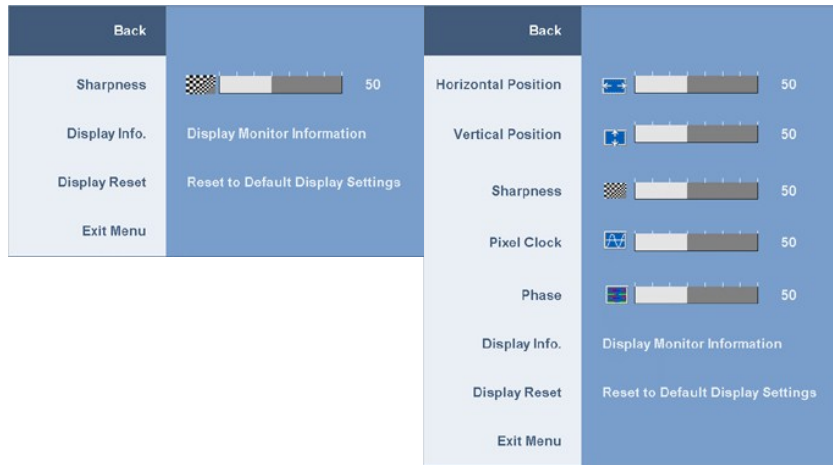 Back
Sharpness 50
Display Info. Display Monitor Information
Display Reset Reset to Default Display Settings
Exit Menu
Back
Horizontal Position 50
Vertical Position 50
Sharpness 50
Pixel Clock 50
Phase 50
Display Info. Display Monitor Information
Display Reset Reset to Default Display Settings
Exit Menu